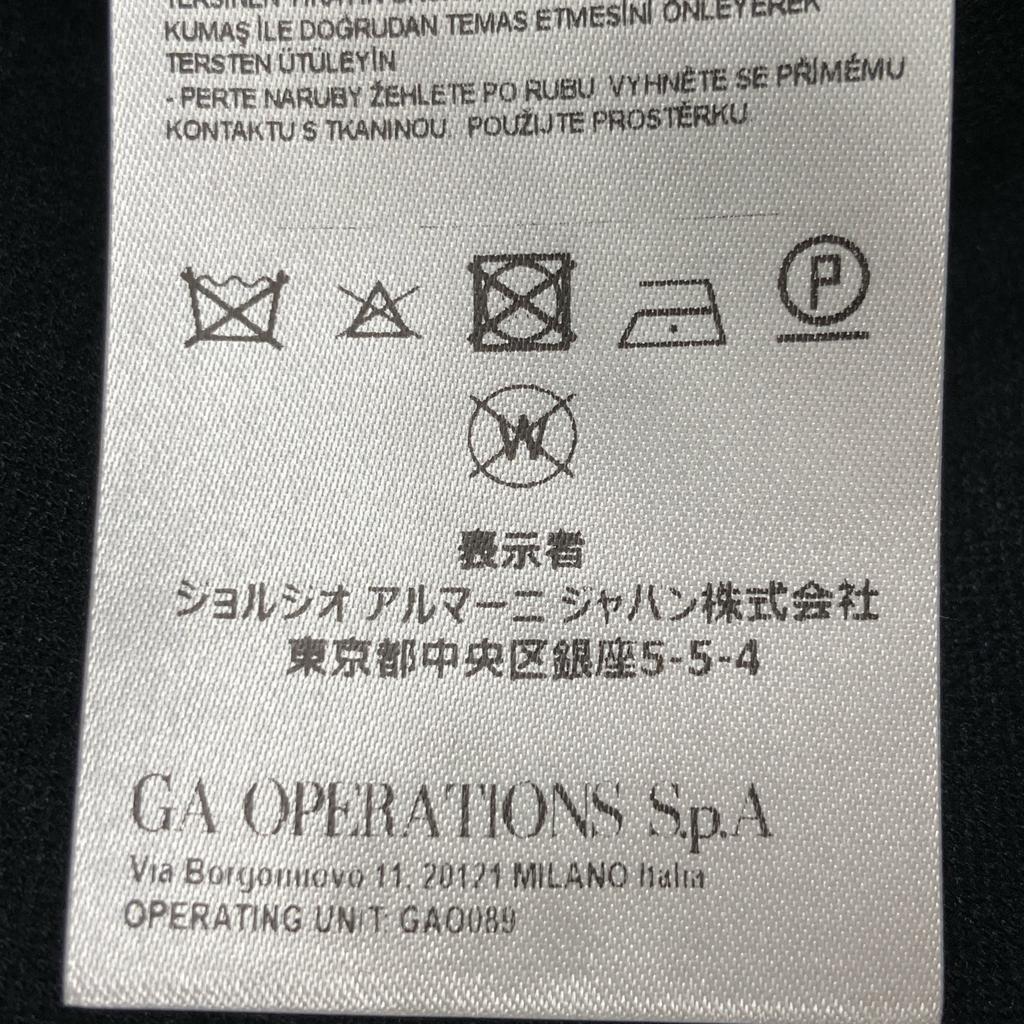 KUMAŞ İLE DOĞRUDAN TEMAS ETMESİNİ ÖNLEYEREK
TERSTEN ÜTÜLEYİN
- PERTE NARUBY ŽEHLETE PO RUBU VYHNĚTE SE PŘÍMÉMU
KONTAKTU S TKANINOU. POUŽIJTE PROSTĚRKU
P
W
表示者
ジョルジオ アルマーニ ジャパン株式会社
東京都中央区銀座5-5-4
GA OPERATIONS S.p.A
Via Borgonuovo 11, 20121 MILANO Italia
OPERATING UNIT GAO089